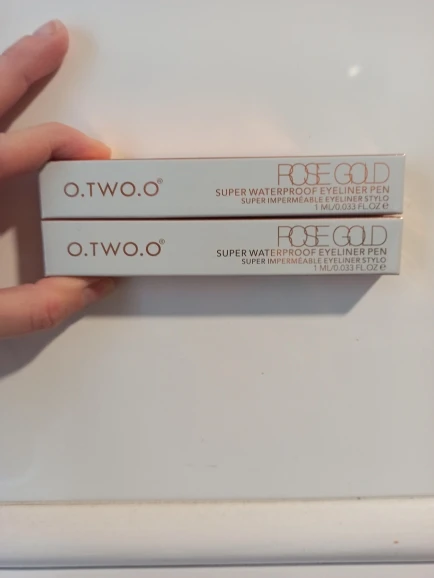 O.TWO.O®
ROSE GOLD
SUPER WATERPROOF EYELINER PEN
SUPER IMPERMÉABLE EYELINER STYLO
1 ML/0.033 FL.OZ ℮
O.TWO.O®
ROSE GOLD
SUPER WATERPROOF EYELINER PEN
SUPER IMPERMÉABLE EYELINER STYLO
1 ML/0.033 FL.OZ ℮